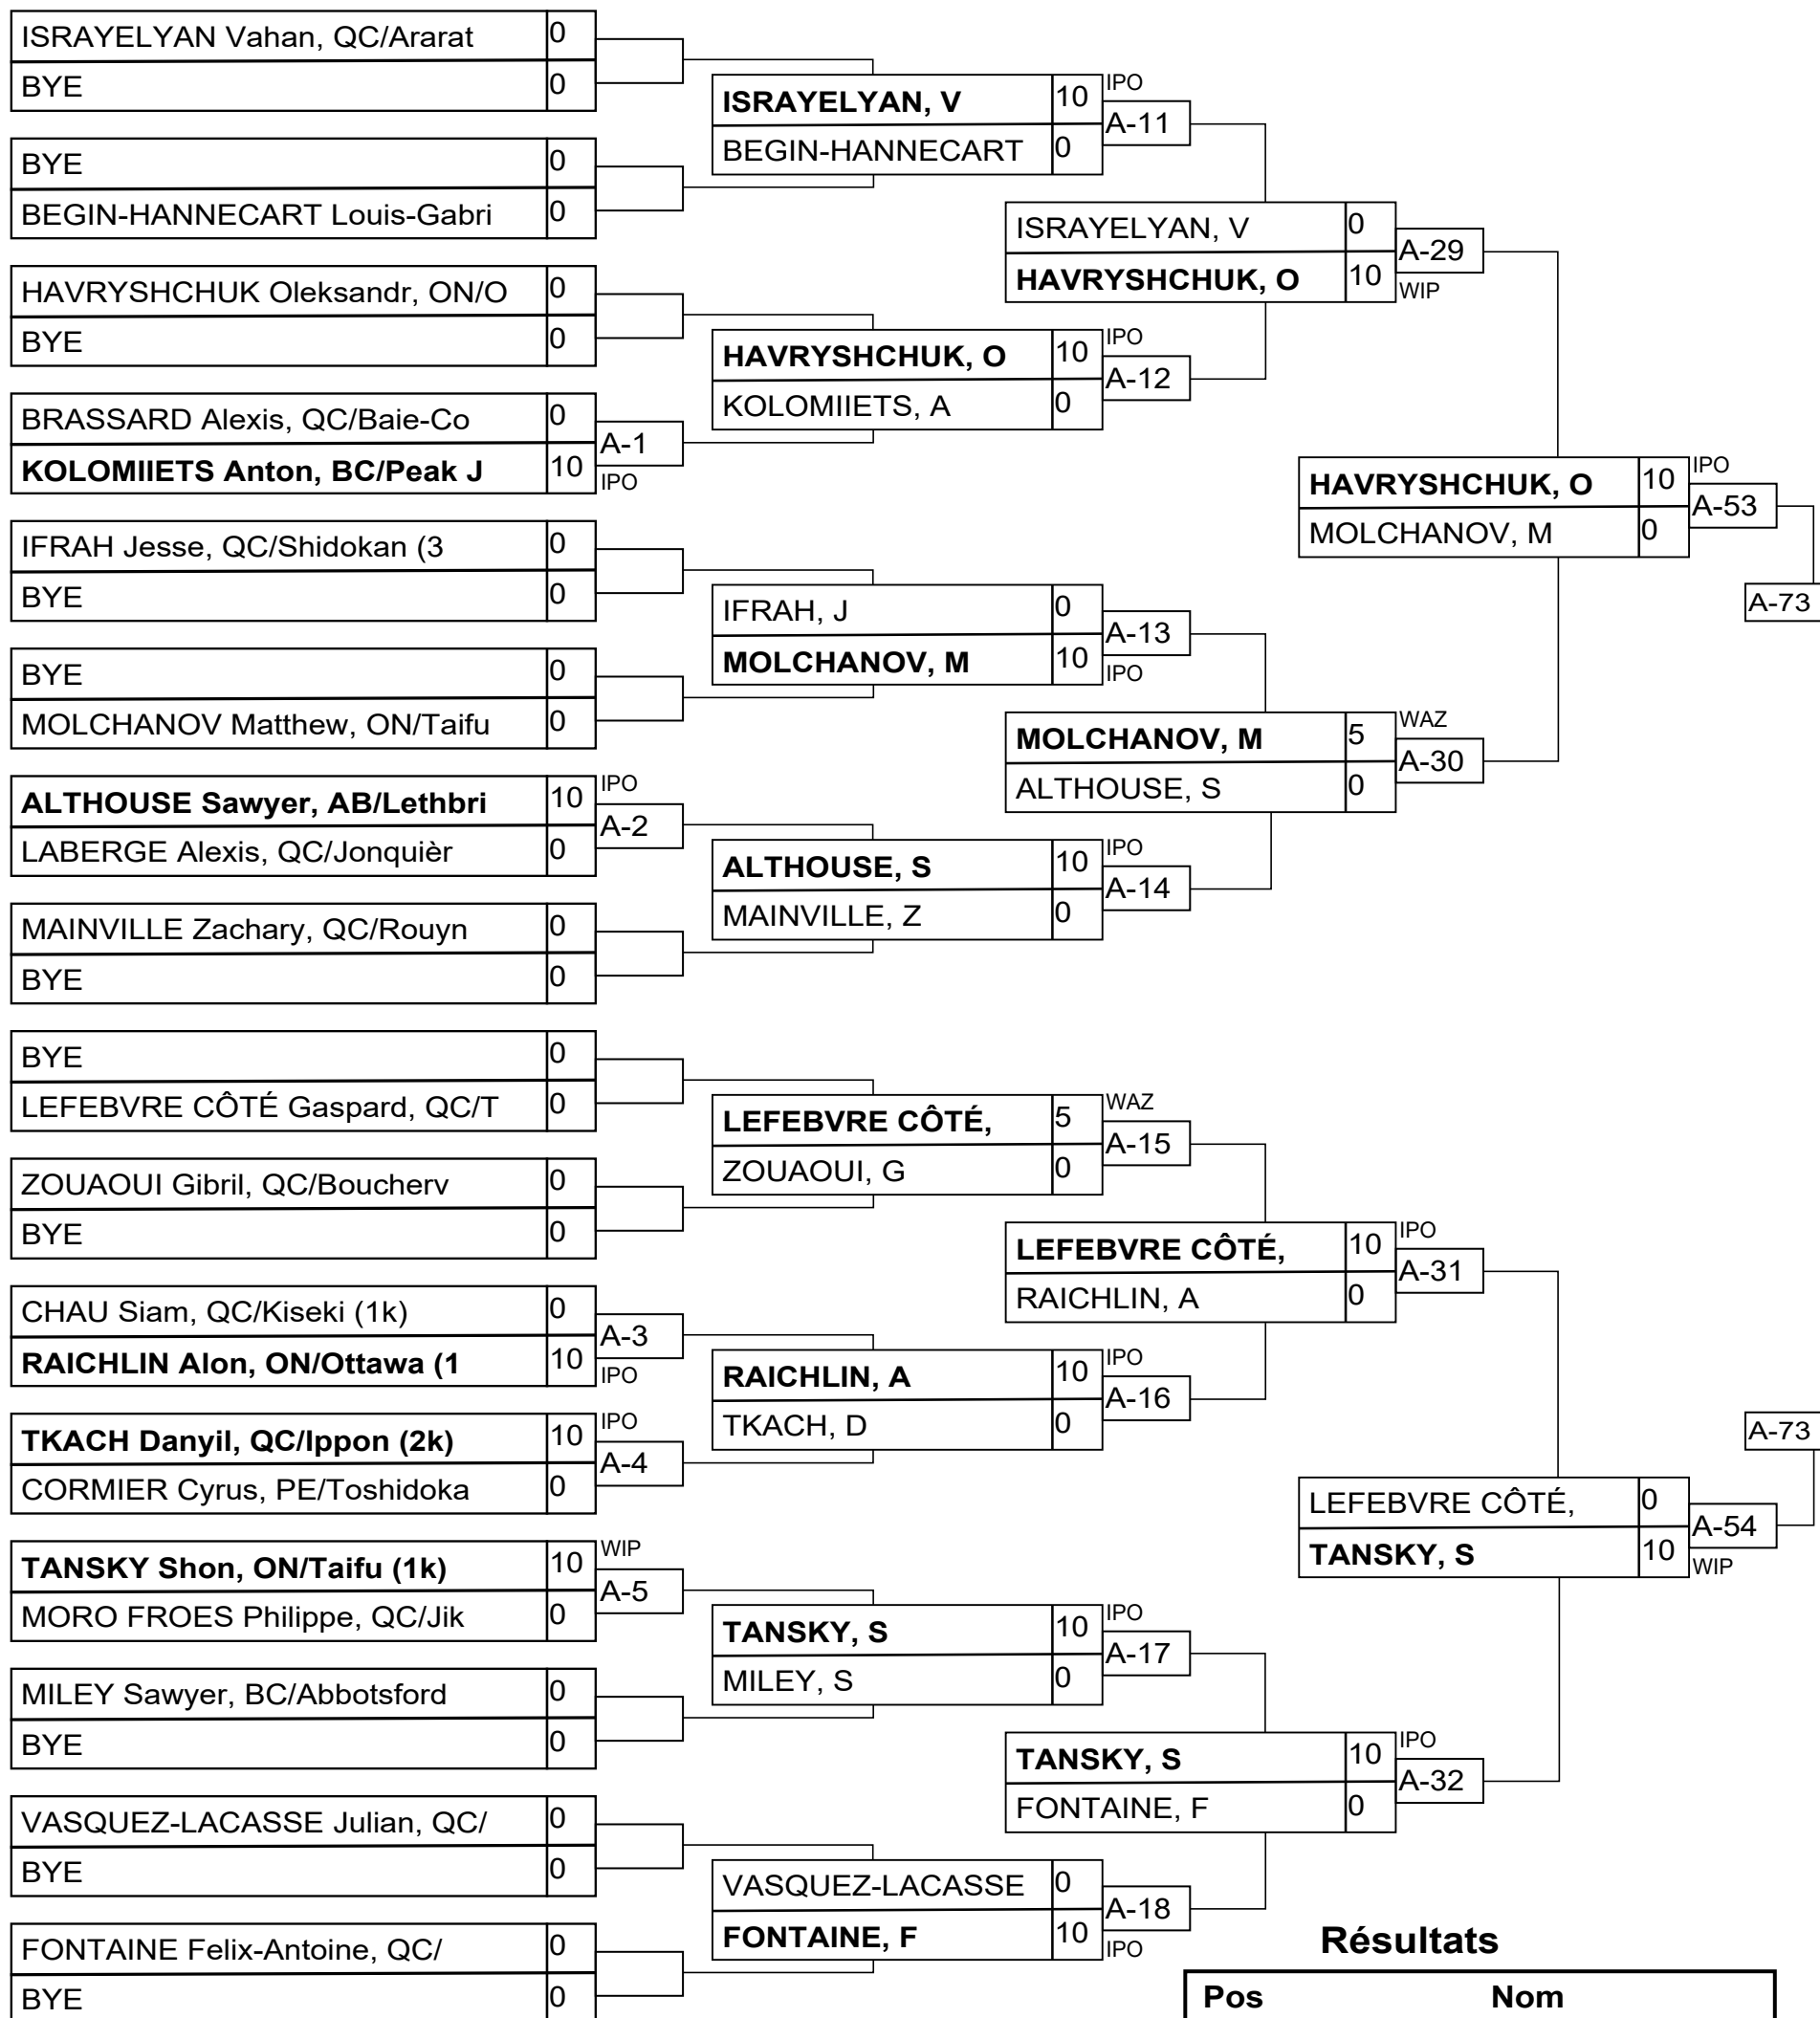 ISRAYELYAN Vahan, QC/Ararat 0
BYE 0
BYE 0
BEGIN-HANNECART Louis-Gabri 0
HAVRYSHCHUK Oleksandr, ON/O 0
BYE 0
BRASSARD Alexis, QC/Baie-Co 0
A-1
KOLOMIIETS Anton, BC/Peak J 10
IPO
IFRAH Jesse, QC/Shidokan (3 0
BYE 0
BYE 0
MOLCHANOV Matthew, ON/Taifu 0
ALTHOUSE Sawyer, AB/Lethbri 10
IPO
A-2
LABERGE Alexis, QC/Jonquièr 0
MAINVILLE Zachary, QC/Rouyn 0
BYE 0
BYE 0
LEFEBVRE CÔTÉ Gaspard, QC/T 0
ZOUAOUI Gibril, QC/Boucherv 0
BYE 0
CHAU Siam, QC/Kiseki (1k) 0
A-3
RAICHLIN Alon, ON/Ottawa (1 10
IPO
TKACH Danyil, QC/Ippon (2k) 10
IPO
A-4
CORMIER Cyrus, PE/Toshidoka 0
TANSKY Shon, ON/Taifu (1k) 10
WIP
A-5
MORO FROES Philippe, QC/Jik 0
MILEY Sawyer, BC/Abbotsford 0
BYE 0
VASQUEZ-LACASSE Julian, QC/ 0
BYE 0
FONTAINE Felix-Antoine, QC/ 0
BYE 0
ISRAYELYAN, V 10
IPO
A-11
BEGIN-HANNECART 0
HAVRYSHCHUK, O 10
IPO
A-12
KOLOMIIETS, A 0
IFRAH, J 0
A-13
MOLCHANOV, M 10
IPO
ALTHOUSE, S 10
IPO
A-14
MAINVILLE, Z 0
LEFEBVRE CÔTÉ, 5
WAZ
A-15
ZOUAOUI, G 0
RAICHLIN, A 10
IPO
A-16
TKACH, D 0
TANSKY, S 10
IPO
A-17
MILEY, S 0
VASQUEZ-LACASSE 0
A-18
FONTAINE, F 10
IPO
ISRAYELYAN, V 0
A-29
HAVRYSHCHUK, O 10
WIP
MOLCHANOV, M 5
WAZ
A-30
ALTHOUSE, S 0
LEFEBVRE CÔTÉ, 10
IPO
A-31
RAICHLIN, A 0
TANSKY, S 10
IPO
A-32
FONTAINE, F 0
HAVRYSHCHUK, O 10
IPO
A-53
MOLCHANOV, M 0
A-73
A-73
LEFEBVRE CÔTÉ, 0
A-54
TANSKY, S 10
WIP
Résultats
Pos Nom